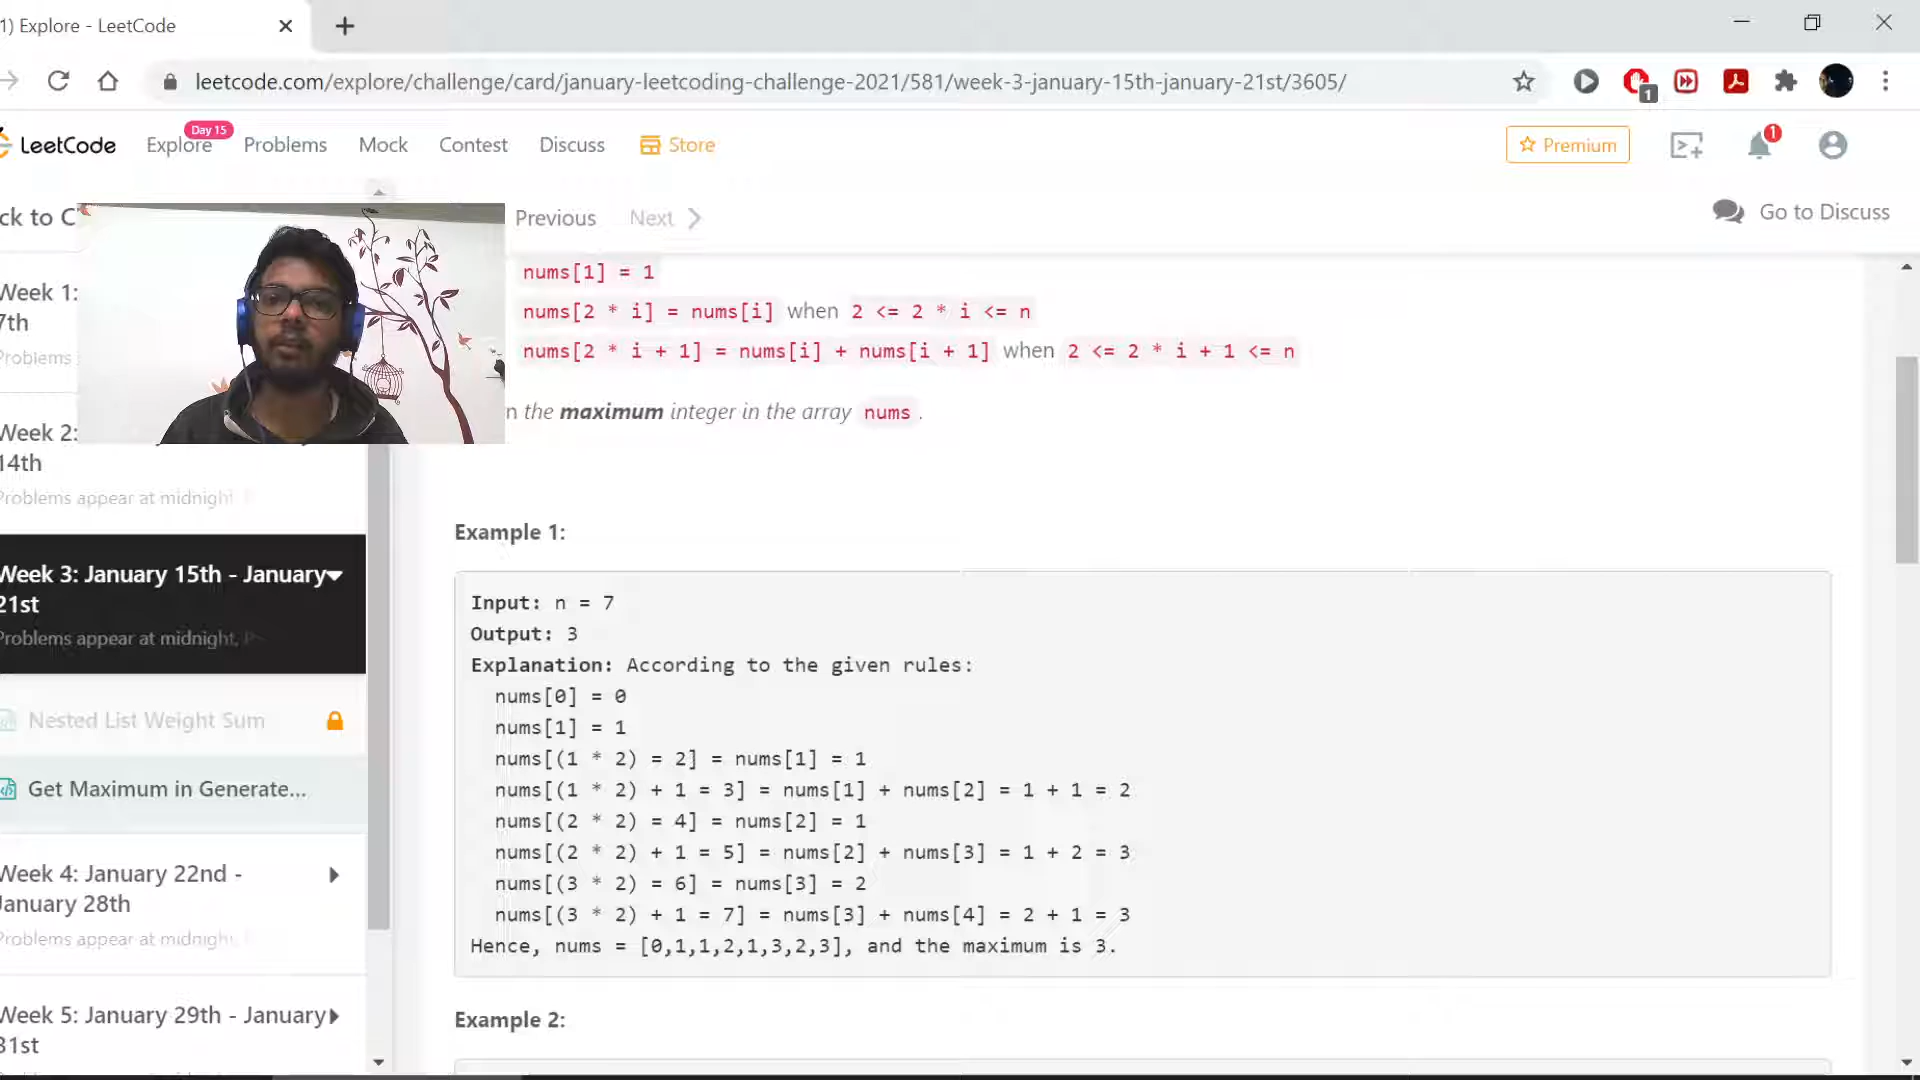 1) Explore - LeetCode
leetcode.com/explore/challenge/card/january-leetcoding-challenge-2021/581/week-3-january-15th-january-21st/3605/
1
LeetCode
Explore
Day 15
Problems
Mock
Contest
Discuss
Store
Premium
1
ck to C
Previous
Next
Go to Discuss
Week 1:
7th
Problems
Week 2:
14th
Problems appear at midnight,
Week 3: January 15th - January
21st
Problems appear at midnight,
Nested List Weight Sum
Get Maximum in Generate...
Week 4: January 22nd -
January 28th
Problems appear at midnight
Week 5: January 29th - January
31st
nums[1] = 1
nums[2 * i] = nums[i] when 2 <= 2 * i <= n
nums[2 * i + 1] = nums[i] + nums[i + 1] when 2 <= 2 * i + 1 <= n
n the maximum integer in the array nums .
Example 1:
Input: n = 7
Output: 3
Explanation: According to the given rules:
nums[0] = 0
nums[1] = 1
nums[(1 * 2) = 2] = nums[1] = 1
nums[(1 * 2) + 1 = 3] = nums[1] + nums[2] = 1 + 1 = 2
nums[(2 * 2) = 4] = nums[2] = 1
nums[(2 * 2) + 1 = 5] = nums[2] + nums[3] = 1 + 2 = 3
nums[(3 * 2) = 6] = nums[3] = 2
nums[(3 * 2) + 1 = 7] = nums[3] + nums[4] = 2 + 1 = 3
Hence, nums = [0,1,1,2,1,3,2,3], and the maximum is 3.
Example 2: